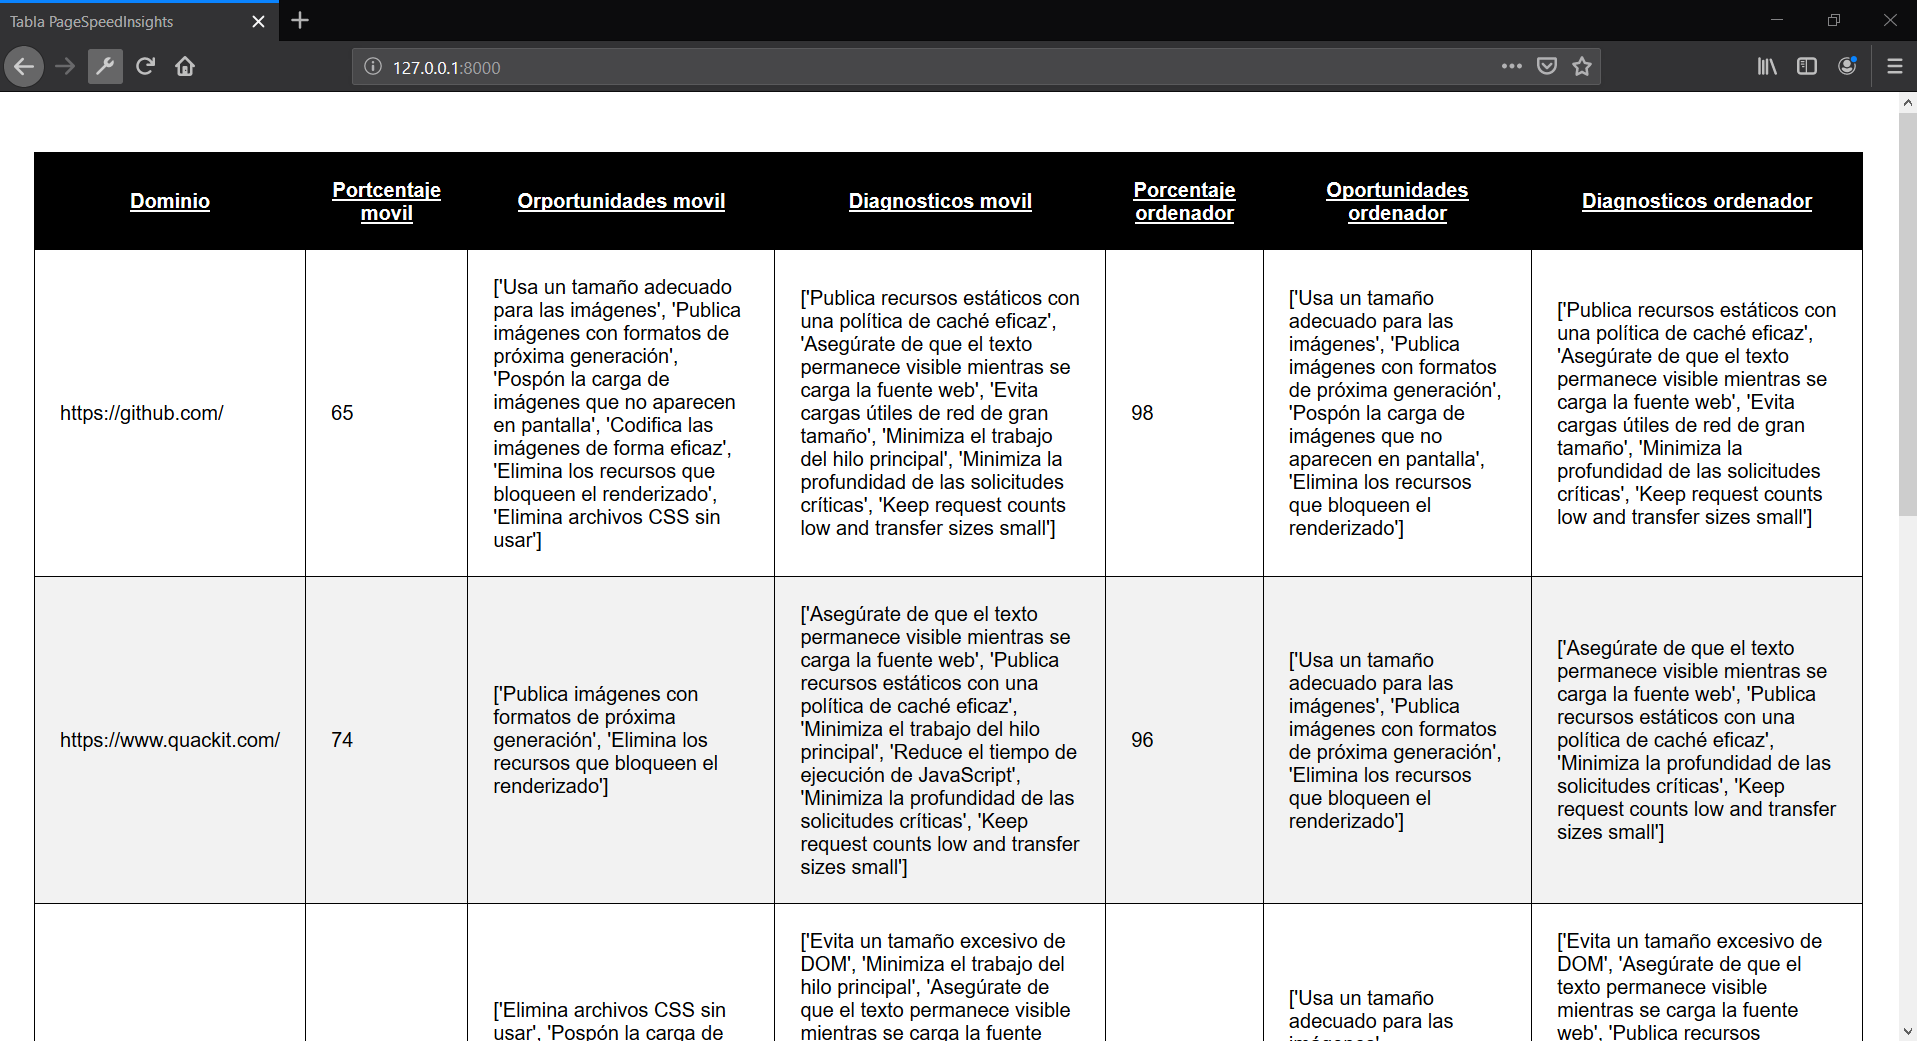 Tabla PageSpeedInsights
127.0.0.1:8000
Dominio
Portcentaje
movil
Orportunidades movil
Diagnosticos movil
Porcentaje
ordenador
Oportunidades
ordenador
Diagnosticos ordenador
https://github.com/
65
['Usa un tamaño adecuado
para las imágenes', 'Publica
imágenes con formatos de
próxima generación',
'Pospón la carga de
imágenes que no aparecen
en pantalla', 'Codifica las
imágenes de forma eficaz',
'Elimina los recursos que
bloqueen el renderizado',
'Elimina archivos CSS sin
usar']
['Publica recursos estáticos con
una política de caché eficaz',
'Asegúrate de que el texto
permanece visible mientras se
carga la fuente web', 'Evita
cargas útiles de red de gran
tamaño', 'Minimiza el trabajo
del hilo principal', 'Minimiza la
profundidad de las solicitudes
críticas', 'Keep request counts
low and transfer sizes small']
98
['Usa un tamaño
adecuado para las
imágenes', 'Publica
imágenes con formatos
de próxima generación',
'Pospón la carga de
imágenes que no
aparecen en pantalla',
'Elimina los recursos
que bloqueen el
renderizado']
['Publica recursos estáticos con
una política de caché eficaz',
'Asegúrate de que el texto
permanece visible mientras se
carga la fuente web', 'Evita
cargas útiles de red de gran
tamaño', 'Minimiza la
profundidad de las solicitudes
críticas', 'Keep request counts
low and transfer sizes small']
https://www.quackit.com/
74
['Publica imágenes con
formatos de próxima
generación', 'Elimina los
recursos que bloqueen el
renderizado']
['Asegúrate de que el texto
permanece visible mientras se
carga la fuente web', 'Publica
recursos estáticos con una
política de caché eficaz',
'Minimiza el trabajo del hilo
principal', 'Reduce el tiempo de
ejecución de JavaScript',
'Minimiza la profundidad de las
solicitudes críticas', 'Keep
request counts low and transfer
sizes small']
96
['Usa un tamaño
adecuado para las
imágenes', 'Publica
imágenes con formatos
de próxima generación',
'Elimina los recursos
que bloqueen el
renderizado']
['Asegúrate de que el texto
permanece visible mientras se
carga la fuente web', 'Publica
recursos estáticos con una
política de caché eficaz',
'Minimiza la profundidad de las
solicitudes críticas', 'Keep
request counts low and transfer
sizes small']
['Elimina archivos CSS sin
usar', 'Pospón la carga de
['Evita un tamaño excesivo de
DOM', 'Minimiza el trabajo del
hilo principal', 'Asegúrate de
que el texto permanece visible
mientras se carga la fuente
['Usa un tamaño
adecuado para las
imágenes',
['Evita un tamaño excesivo de
DOM', 'Asegúrate de que el
texto permanece visible
mientras se carga la fuente
web', 'Publica recursos